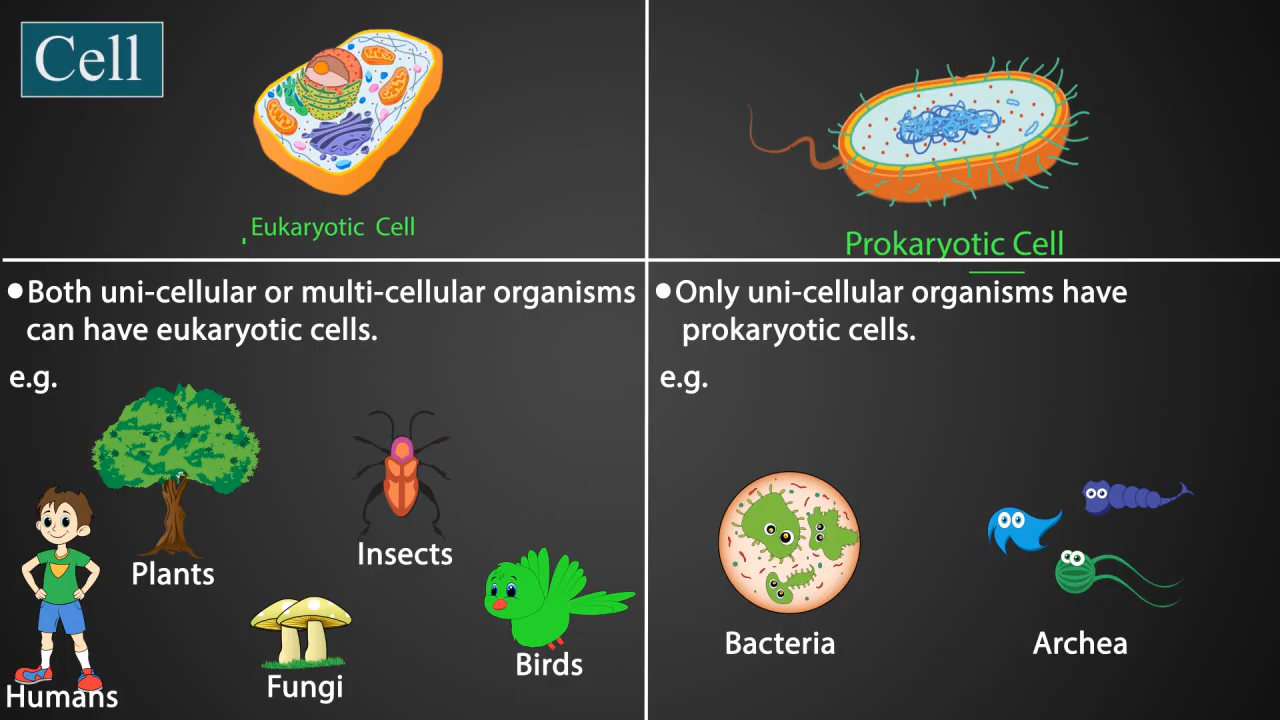 Cell
Eukaryotic Cell
Prokaryotic Cell
●Both uni-cellular or multi-cellular organisms
can have eukaryotic cells.
e.g.
Plants
Insects
Humans
Fungi
Birds
●Only uni-cellular organisms have
prokaryotic cells.
e.g.
Bacteria
Archea